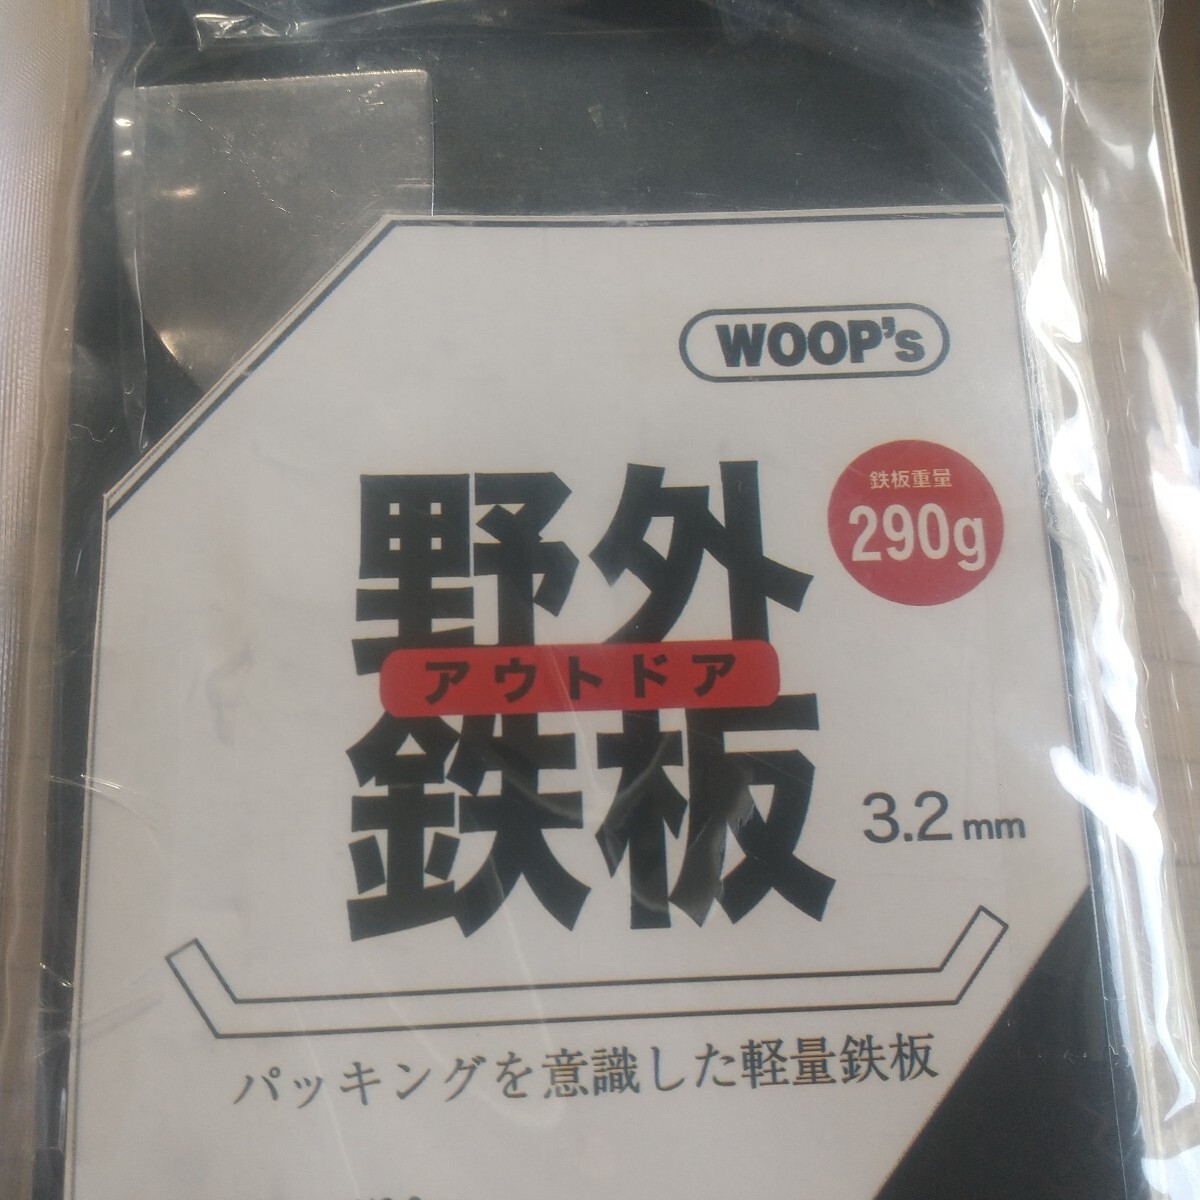 WOOP's
鉄板重量
290g
野外
アウトドア
鉄板
3.2mm
パッキングを意識した軽量鉄板